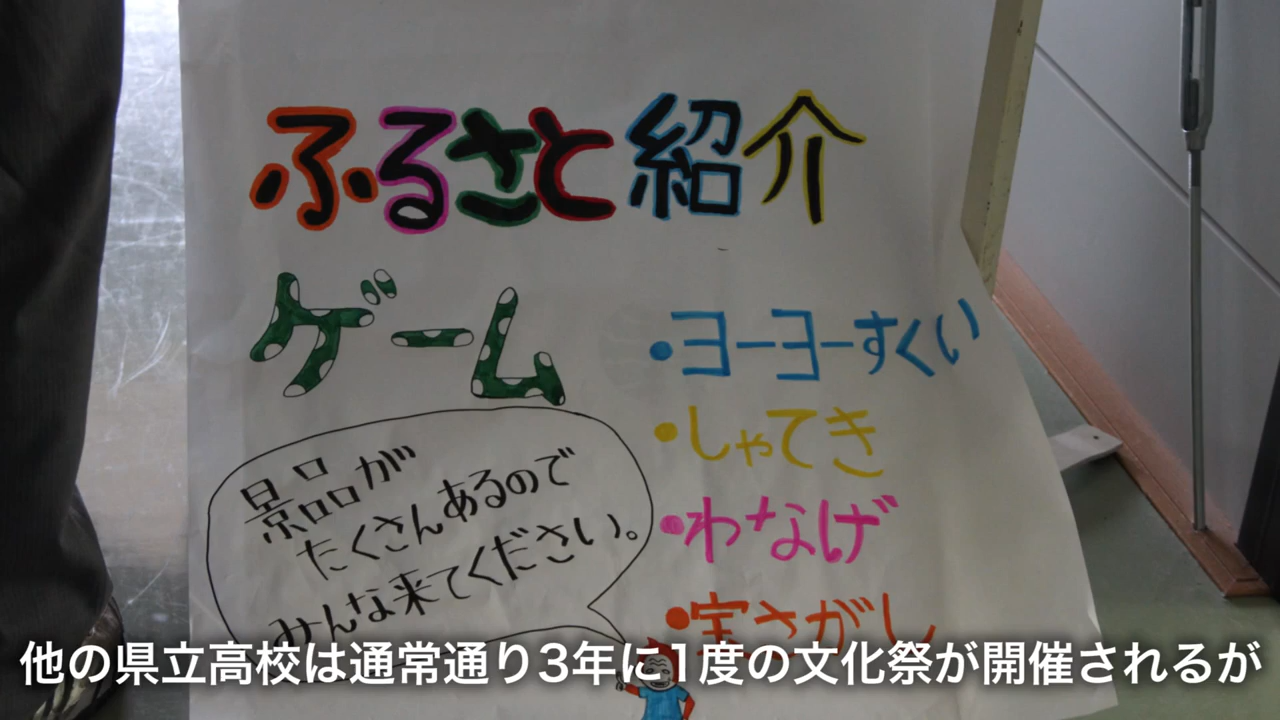 ふるさと紹介
ゲーム
・ヨーヨーすくい
・しゃてき
・わなげ
・宝さがし
景品が
たくさんあるので
みんな来てください。
他の県立高校は通常通り3年に1度の文化祭が開催されるが